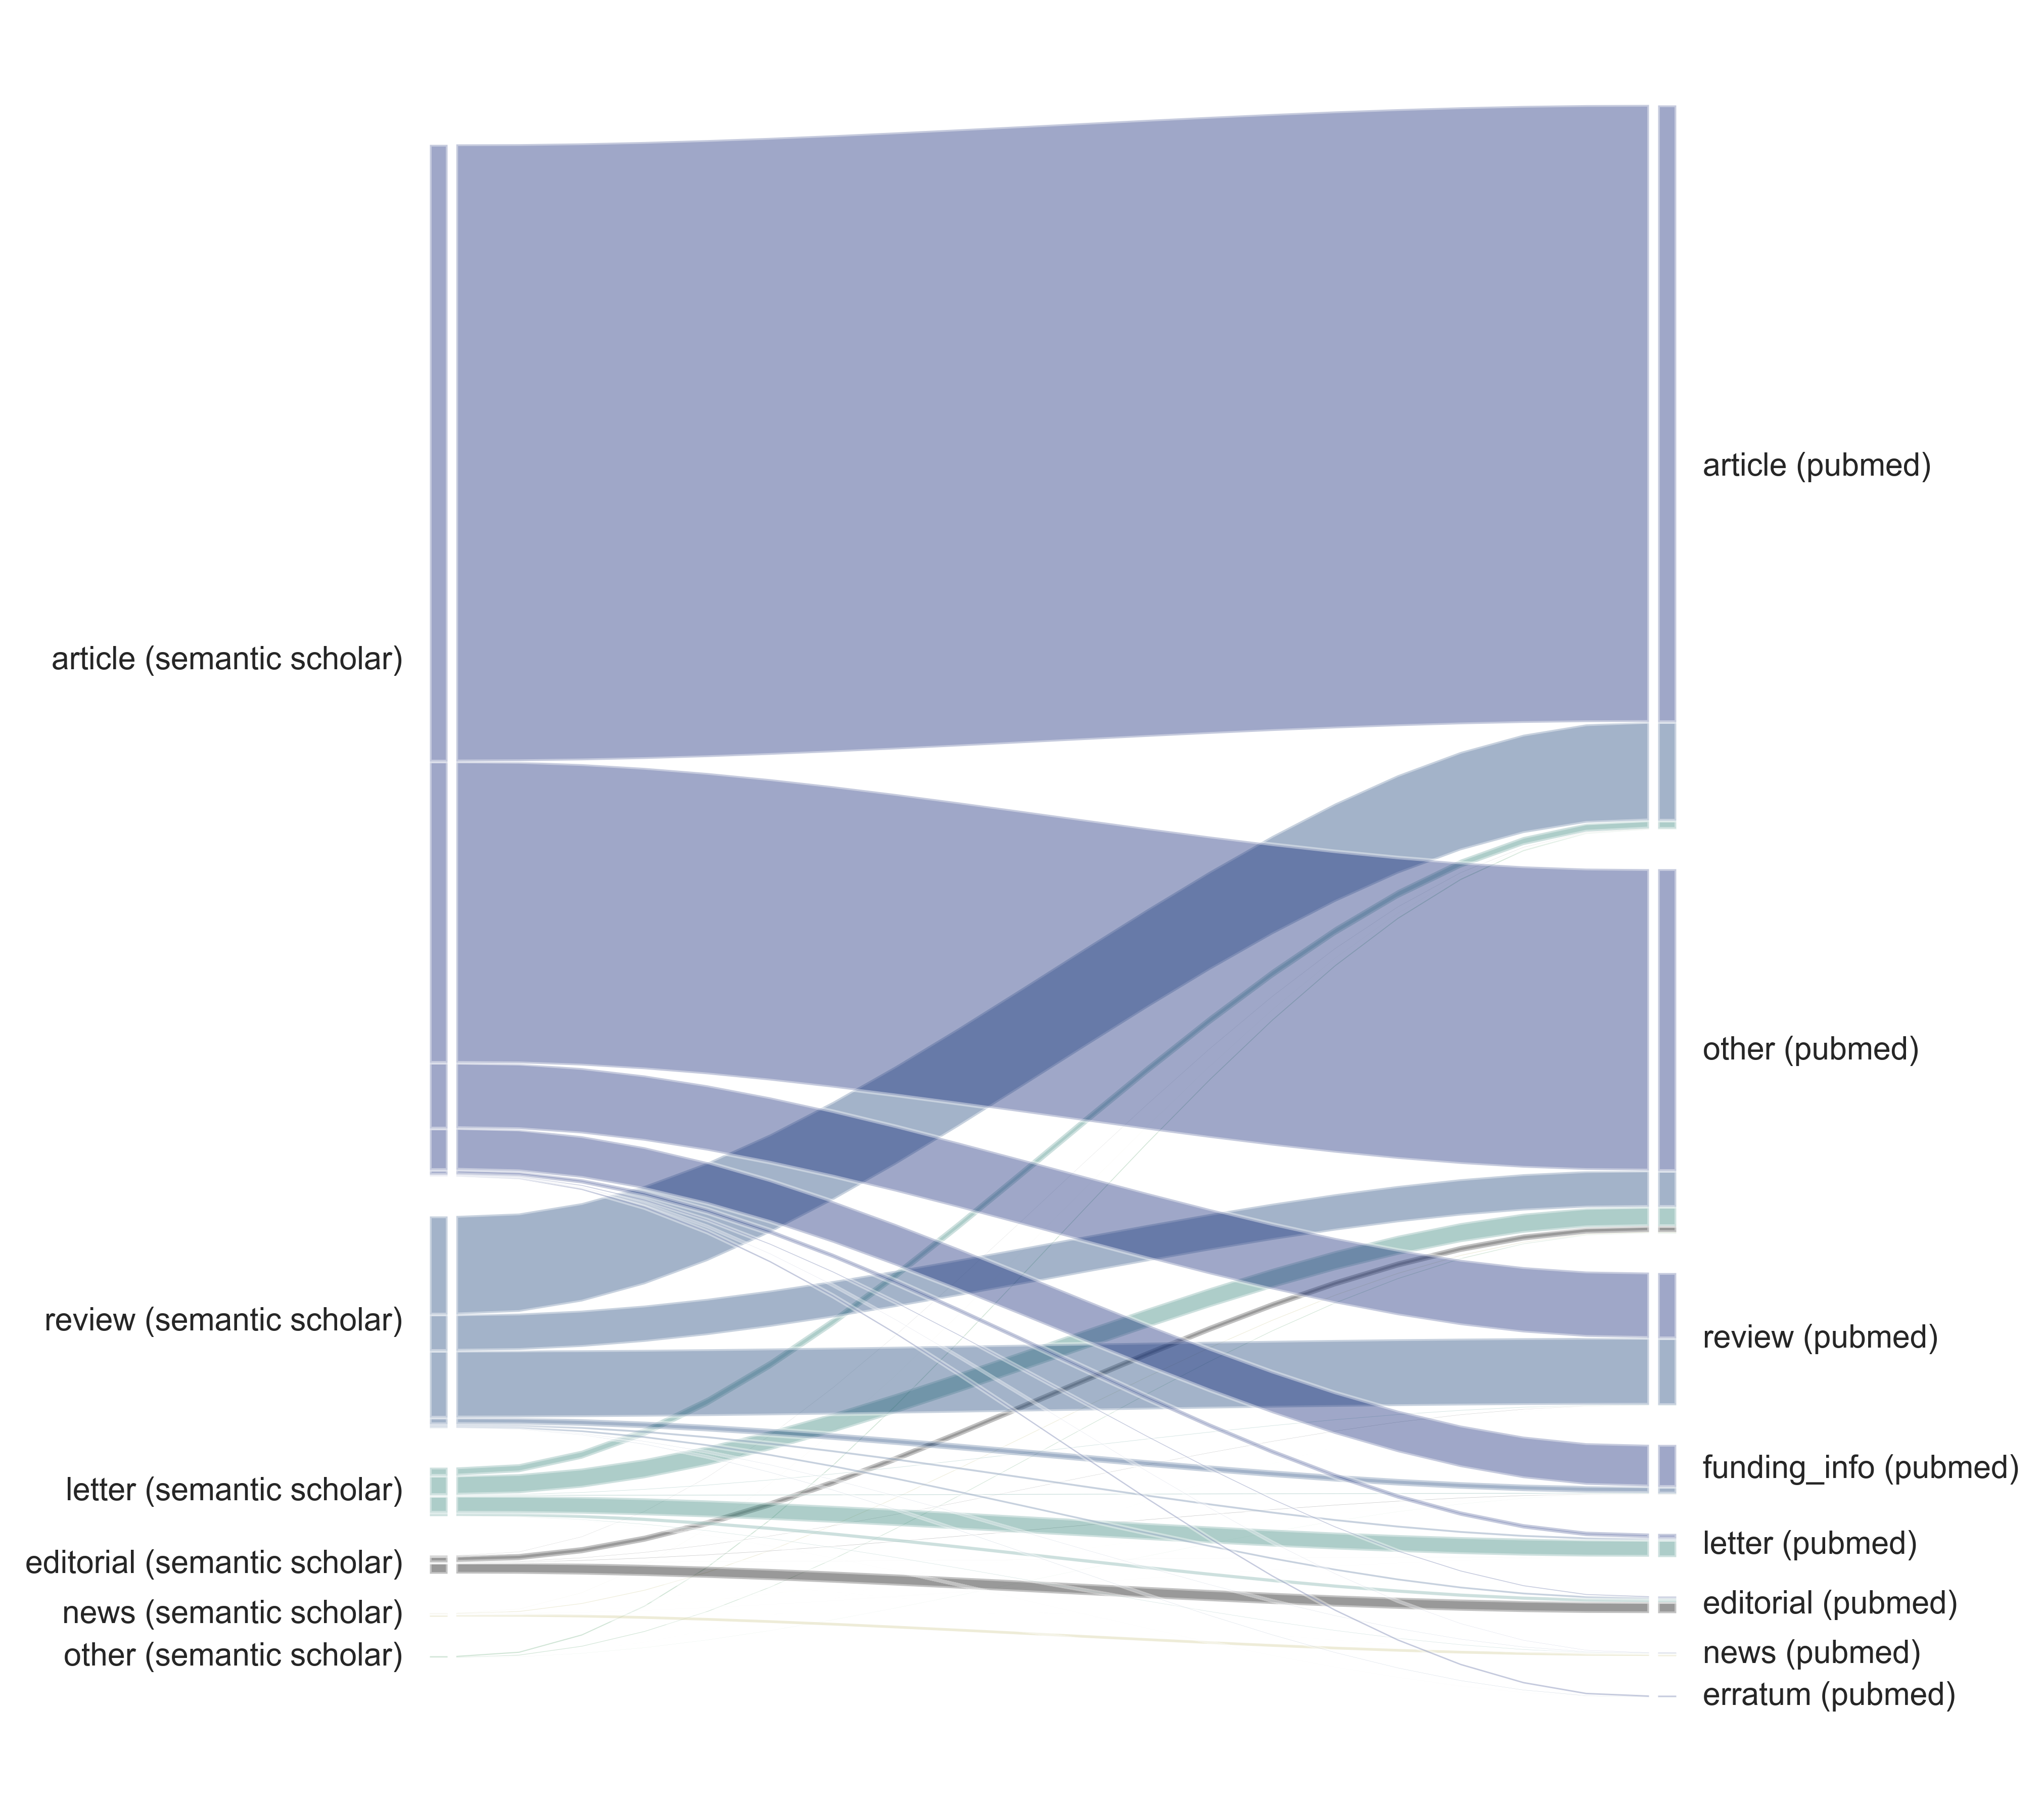 article (semantic scholar)
review (semantic scholar)
letter (semantic scholar)
editorial (semantic scholar)
news (semantic scholar)
other (semantic scholar)
article (pubmed)
other (pubmed)
review (pubmed)
funding_info (pubmed)
letter (pubmed)
editorial (pubmed)
news (pubmed)
erratum (pubmed)